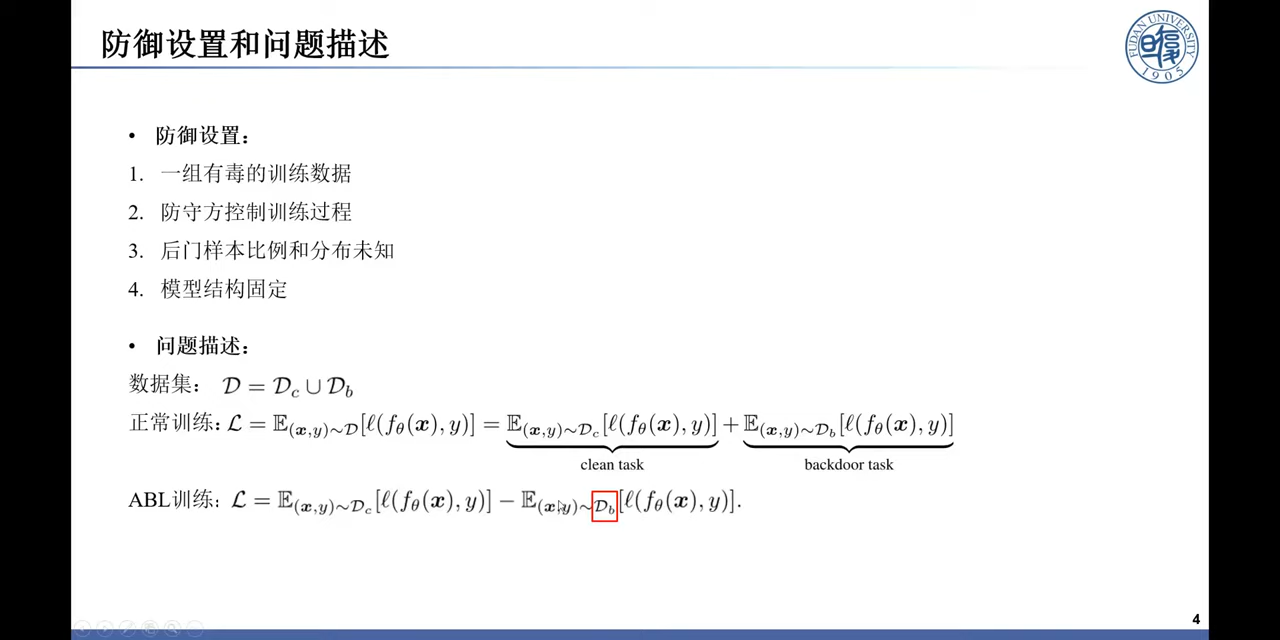 防御设置和问题描述
FUDAN UNIVERSITY
1905
• 防御设置：
1. 一组有毒的训练数据
2. 防守方控制训练过程
3. 后门样本比例和分布未知
4. 模型结构固定
• 问题描述：
数据集： 𝒟 = 𝒟_c ∪ 𝒟_b
正常训练：ℒ = 𝔼_{(x,y)∼𝒟}[ℓ(f_θ(x), y)] = 𝔼_{(x,y)∼𝒟_c}[ℓ(f_θ(x), y)] + 𝔼_{(x,y)∼𝒟_b}[ℓ(f_θ(x), y)]
clean task backdoor task
ABL训练：ℒ = 𝔼_{(x,y)∼𝒟_c}[ℓ(f_θ(x), y)] − 𝔼_{(x,y)∼𝒟_b}[ℓ(f_θ(x), y)].
4